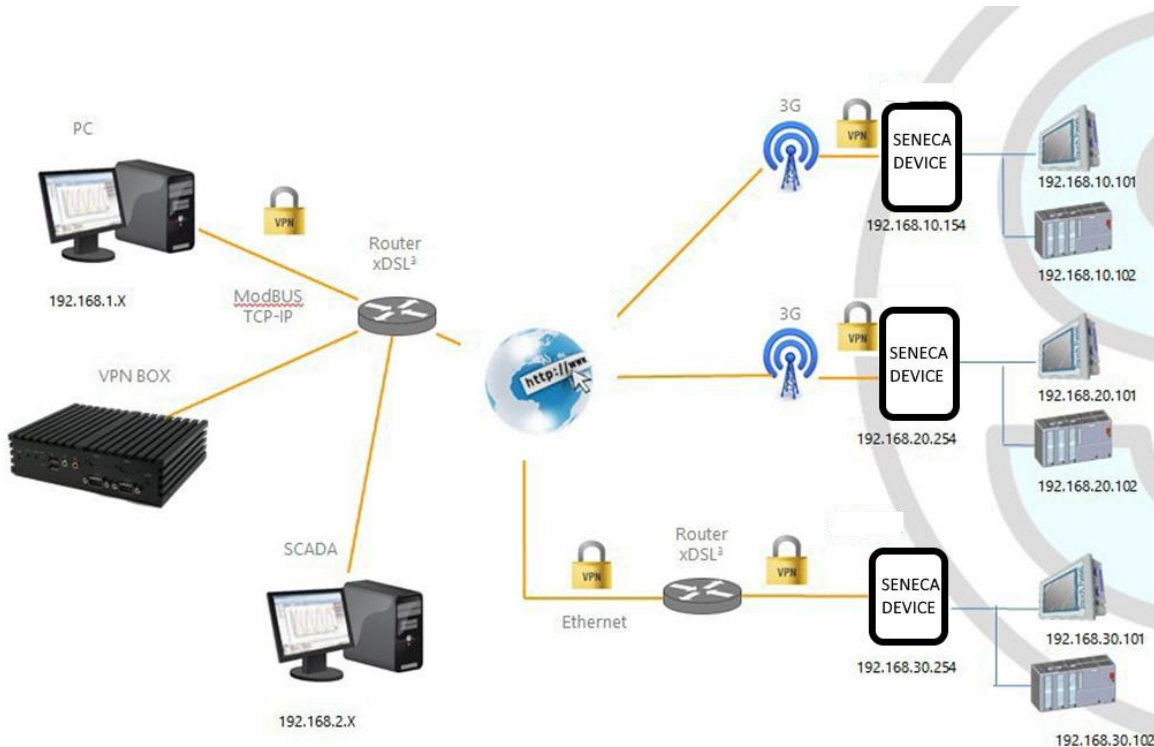 PC
VPN
192.168.1.X
ModBUS
TCP-IP
Router
xDSL³
VPN BOX
SCADA
192.168.2.X
http://www
3G
VPN
SENECA
DEVICE
192.168.10.154
192.168.10.101
192.168.10.102
3G
VPN
SENECA
DEVICE
192.168.20.254
192.168.20.101
192.168.20.102
VPN
Ethernet
Router
xDSL³
VPN
SENECA
DEVICE
192.168.30.254
192.168.30.101
192.168.30.102